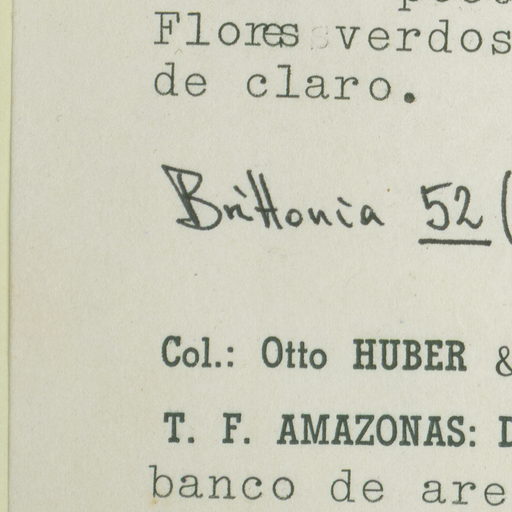 Flores verdos
de claro.
Brittonia 52 (
Col.: Otto HUBER &
T. F. AMAZONAS: D
banco de are